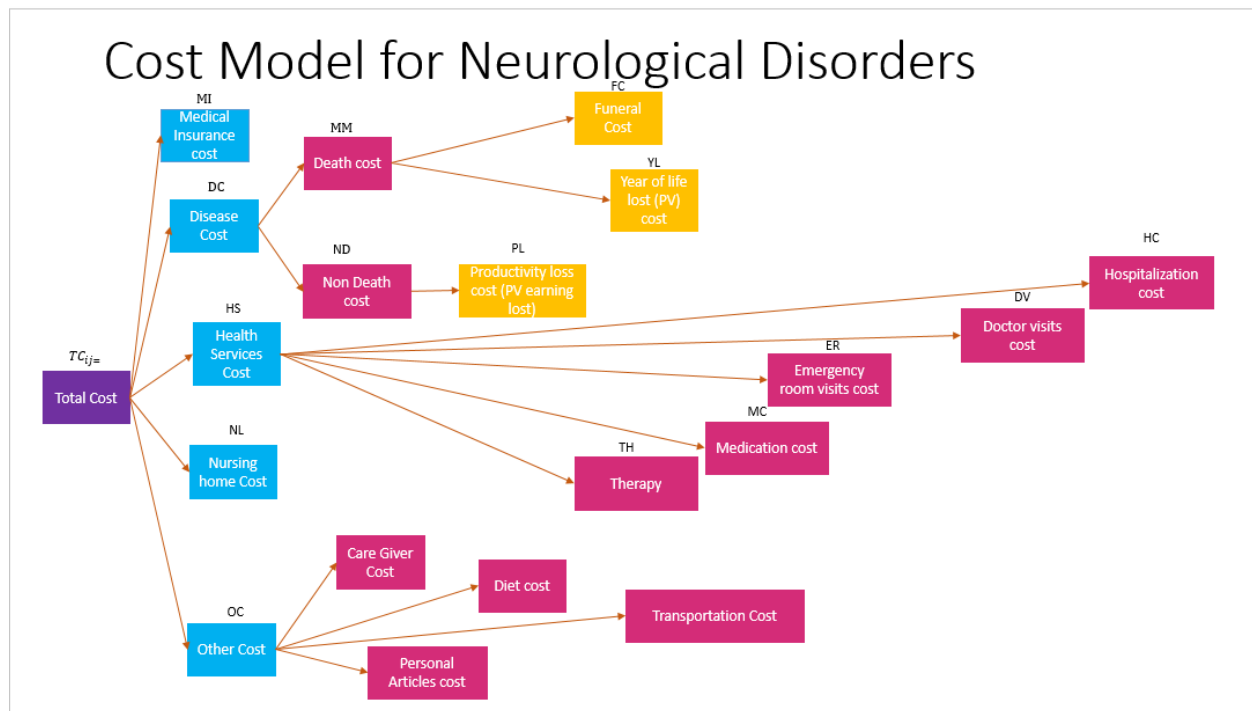 Cost Model for Neurological Disorders
MI
Medical
Insurance
cost
DC
Disease
Cost
MM
Death cost
FC
Funeral
Cost
YL
Year of life
lost (PV)
cost
ND
Non Death
cost
PL
Productivity loss
cost (PV earning
lost)
HS
Health
Services
Cost
HC
Hospitalization
cost
DV
Doctor visits
cost
ER
Emergency
room visits cost
MC
Medication cost
TH
Therapy
TC_{ij=}
Total Cost
NL
Nursing
home Cost
OC
Other Cost
Care Giver
Cost
Diet cost
Transportation Cost
Personal
Articles cost